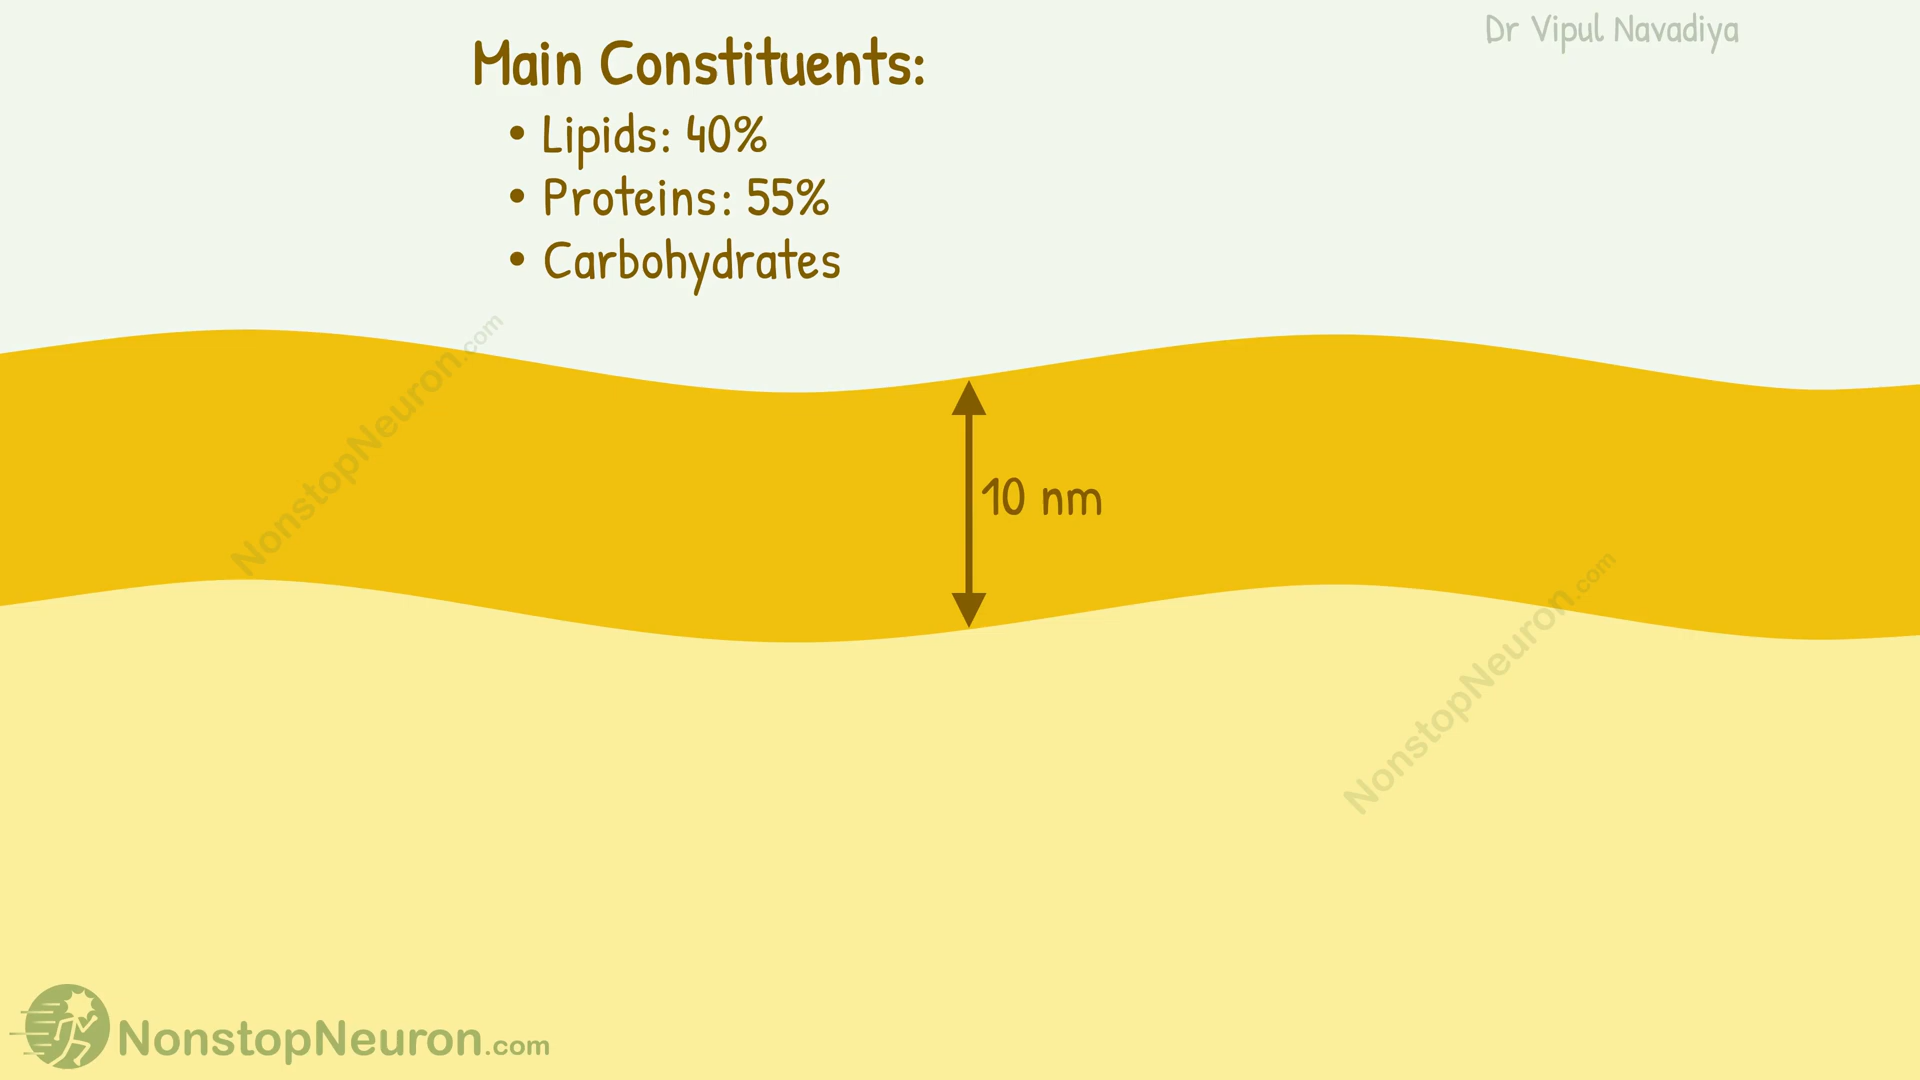 Dr Vipul Navadiya
Main Constituents:
• Lipids: 40%
• Proteins: 55%
• Carbohydrates
NonstopNeuron.com
10 nm
NonstopNeuron.com
NonstopNeuron.com